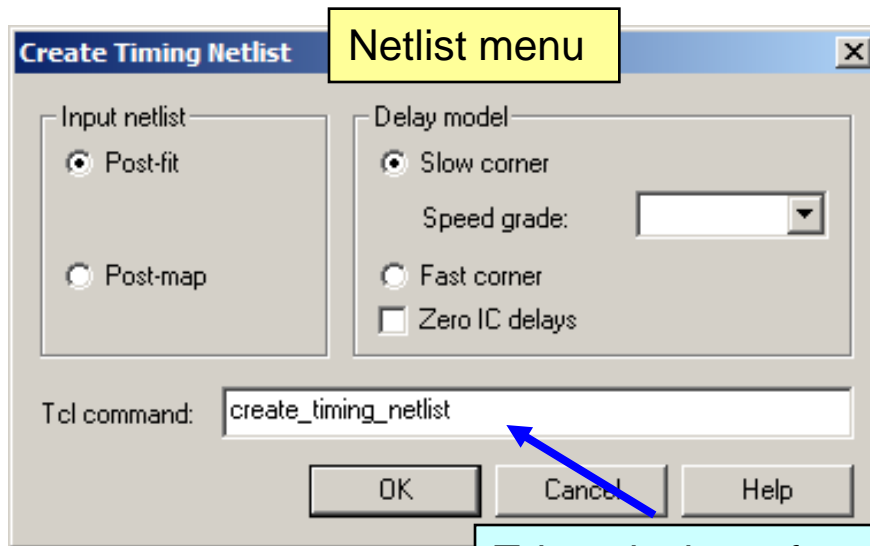 Netlist menu
Create Timing Netlist
Input netlist
Post-fit
Post-map
Delay model
Slow corner
Speed grade:
Fast corner
Zero IC delays
Tcl command: create_timing_netlist
OK Cancel Help